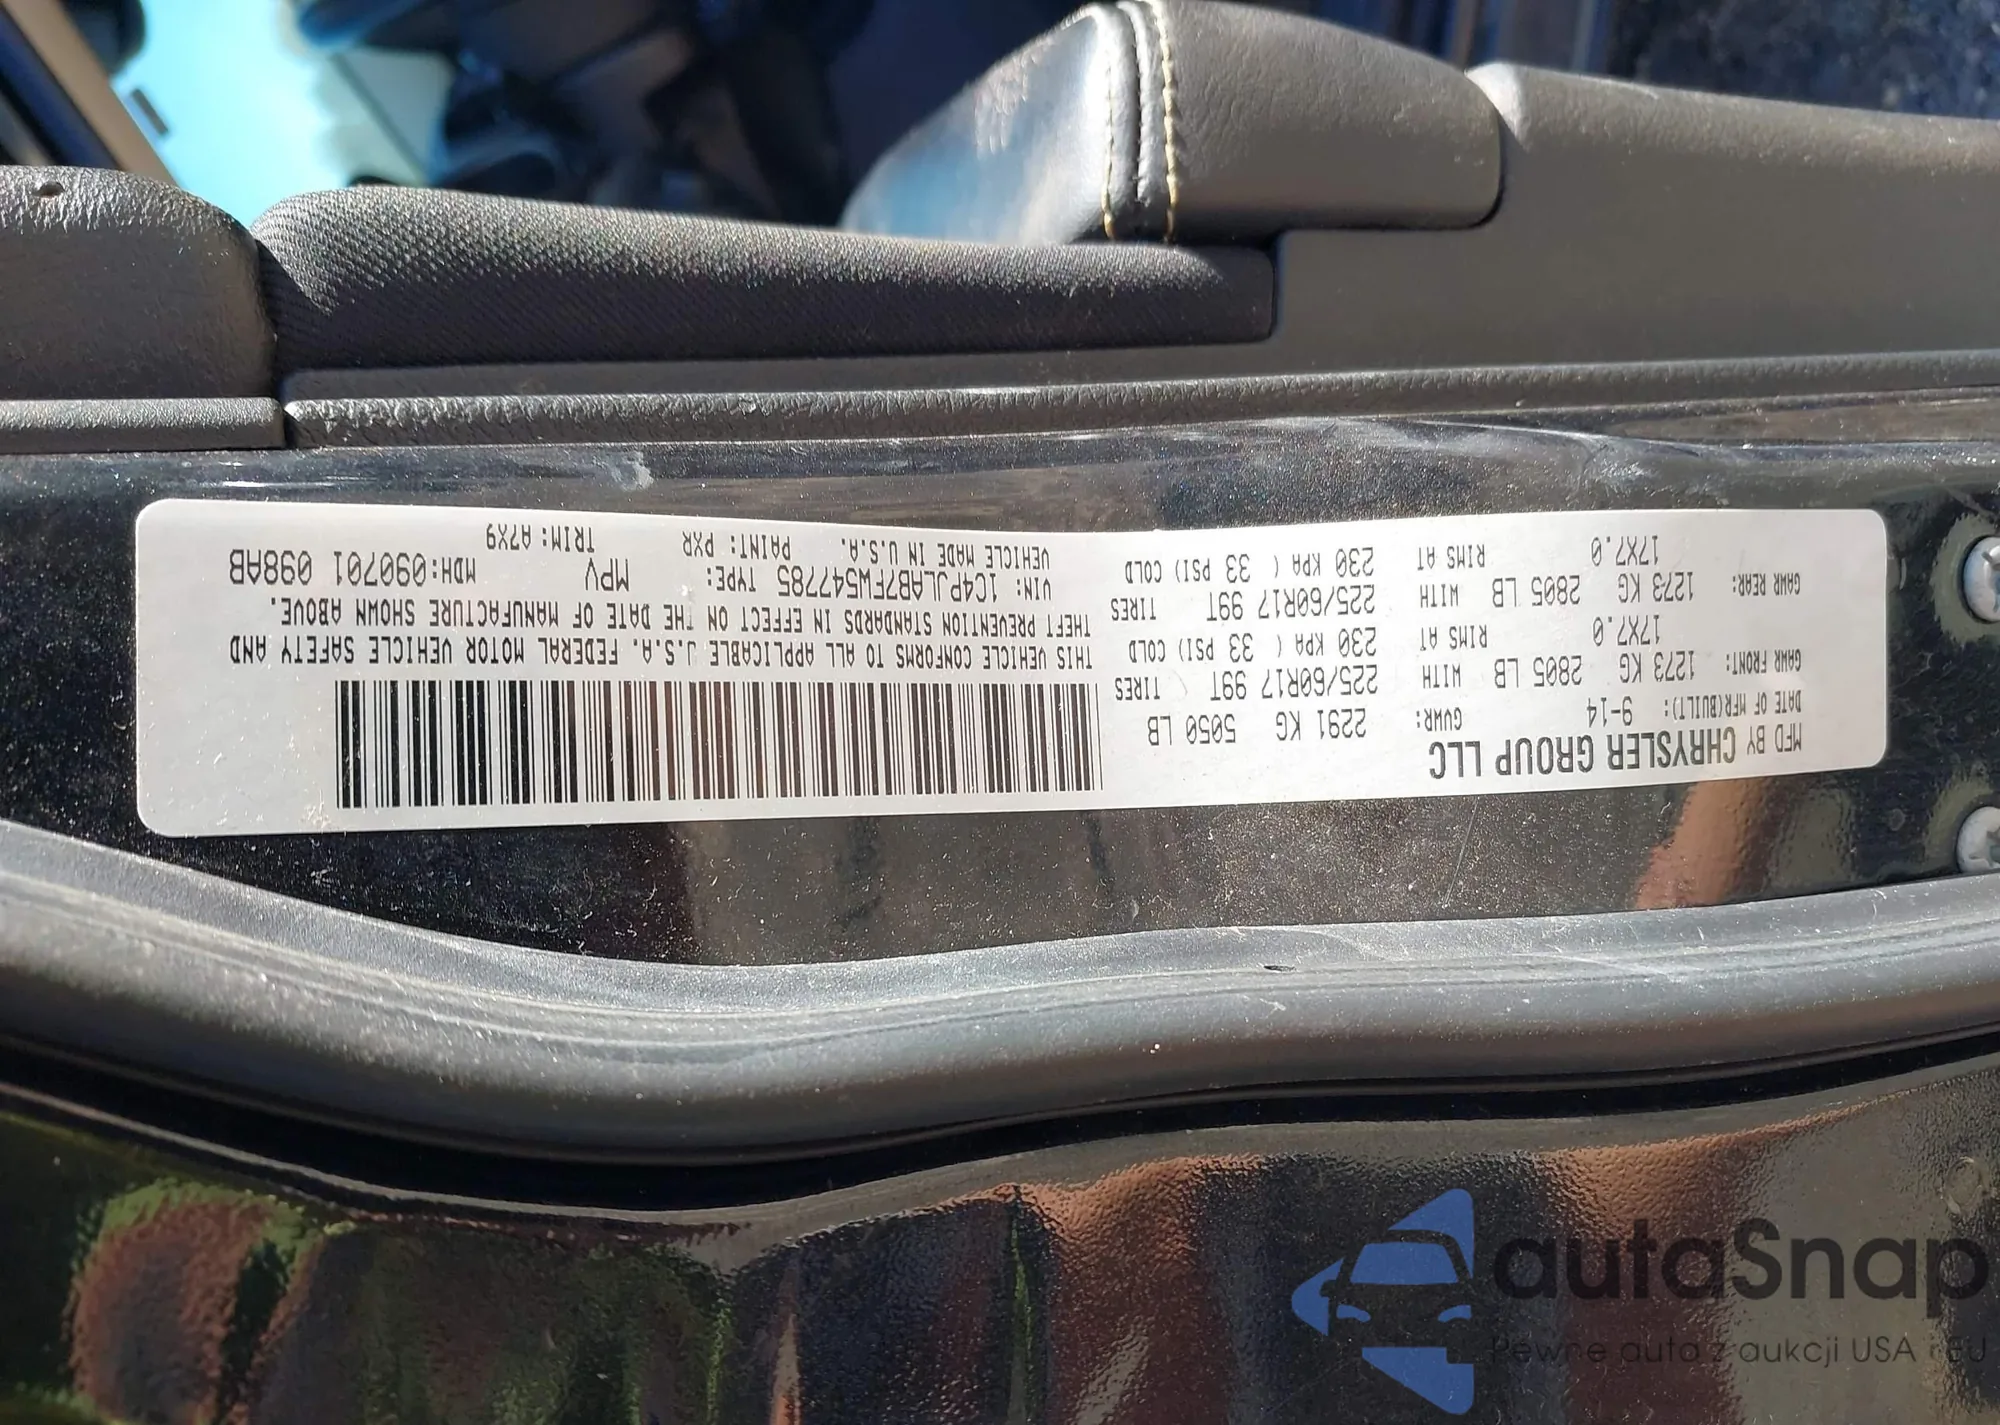 MFD BY CHRYSLER GROUP LLC
DATE OF MFR(BUILT): 9-14 GVWR: 2291 KG 5050 LB
GAWR FRONT: 1273 KG 2805 LB WITH 225/60R17 99T TIRES
17X7.0 RIMS AT 230 KPA ( 33 PSI) COLD
GAWR REAR: 1273 KG 2805 LB WITH 225/60R17 99T TIRES
17X7.0 RIMS AT 230 KPA ( 33 PSI) COLD
THIS VEHICLE CONFORMS TO ALL APPLICABLE U.S.A. FEDERAL MOTOR VEHICLE SAFETY AND
THEFT PREVENTION STANDARDS IN EFFECT ON THE DATE OF MANUFACTURE SHOWN ABOVE.
VIN: 1C4PJLAB7FW547785 TYPE: MPV MDH:090701 098AB
VEHICLE MADE IN U.S.A. PAINT: PXR TRIM: A7X9
autaSnap
Pewne auto z aukcji USA i EU